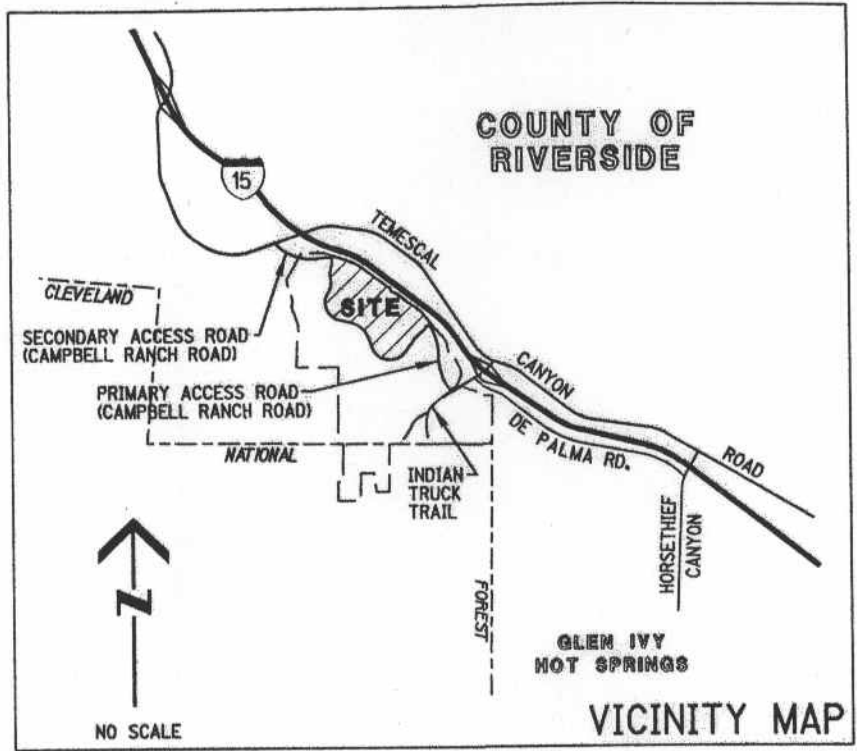 COUNTY OF
RIVERSIDE
15
TEMESCAL
CLEVELAND
SITE
SECONDARY ACCESS ROAD
(CAMPBELL RANCH ROAD)
PRIMARY ACCESS ROAD
(CAMPBELL RANCH ROAD)
CANYON
DE PALMA RD.
ROAD
NATIONAL
INDIAN
TRUCK
TRAIL
HORSETHIEF
CANYON
FOREST
N
GLEN IVY
HOT SPRINGS
NO SCALE
VICINITY MAP